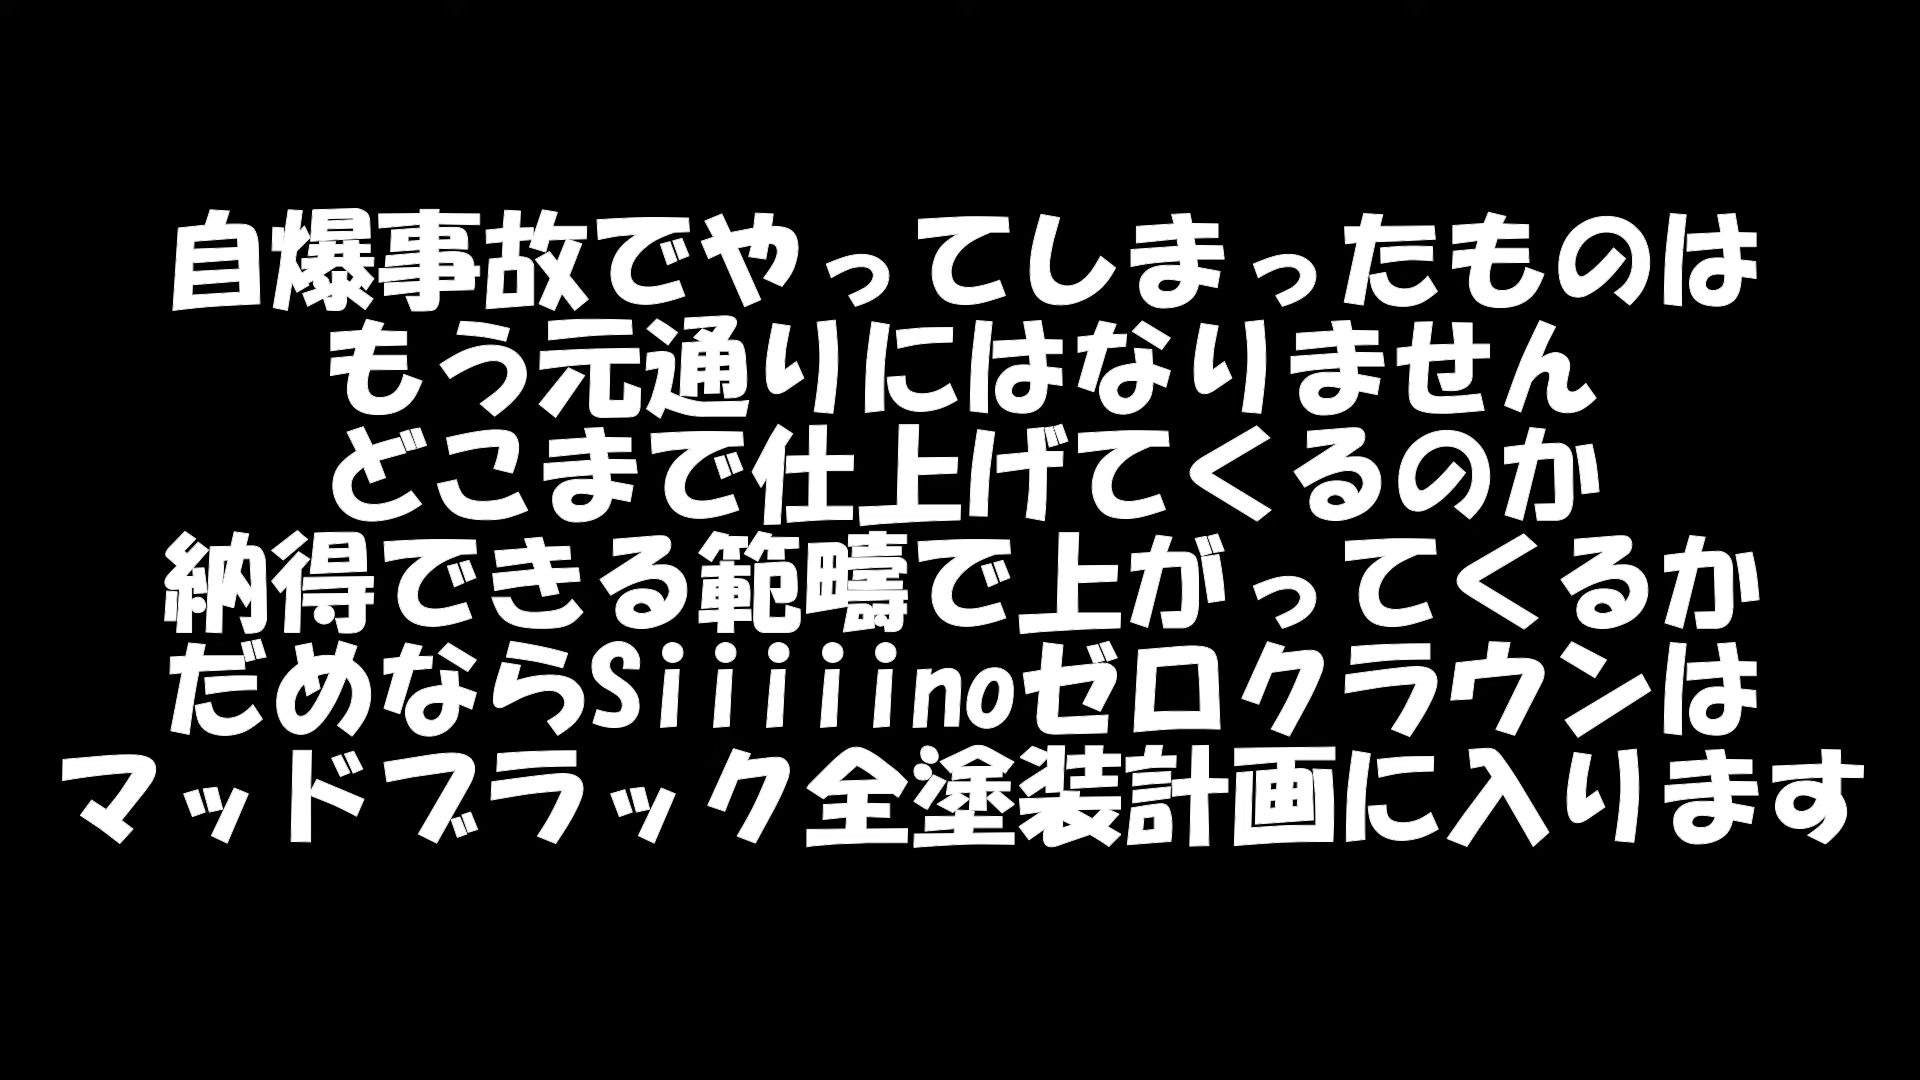 自爆事故でやってしまったものは
もう元通りにはなりません
どこまで仕上げてくるのか
納得できる範疇で上がってくるか
だめならSiiiiinoゼロクラウンは
マッドブラック全塗装計画に入ります